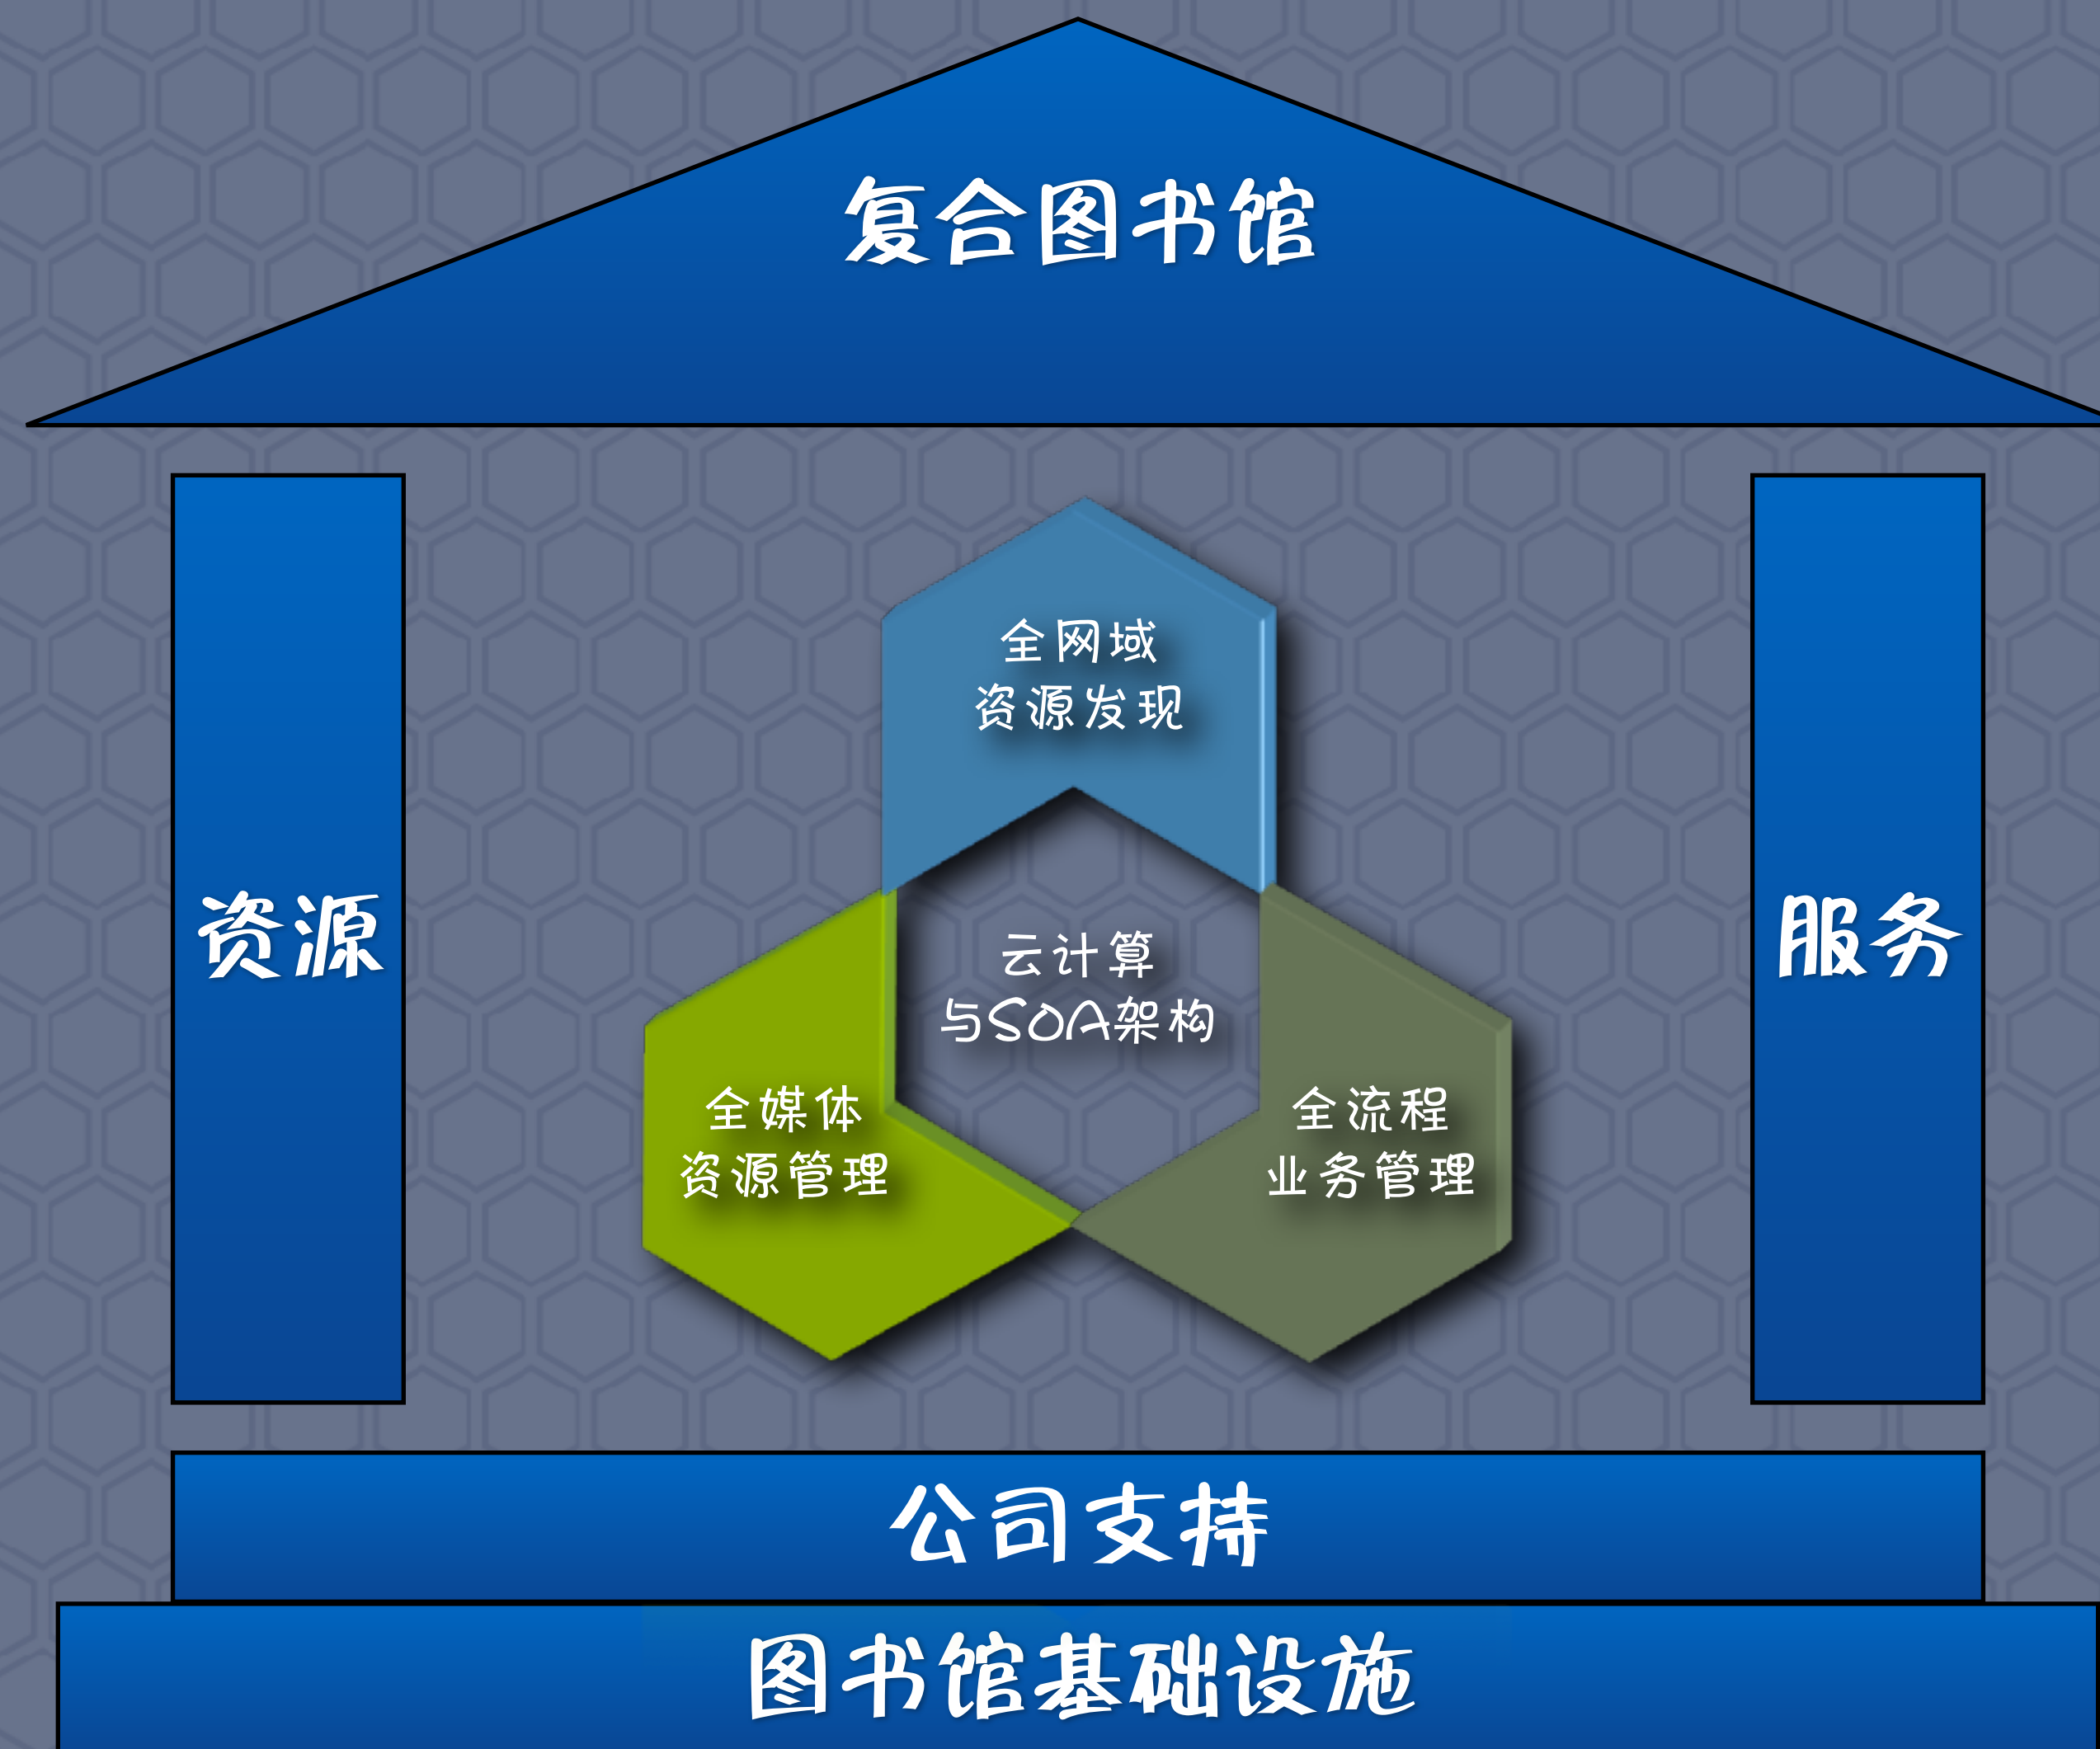 复合图书馆
全网域
资源发现
资源
服务
云计算
与SOA架构
全媒体
资源管理
全流程
业务管理
公司支持
图书馆基础设施